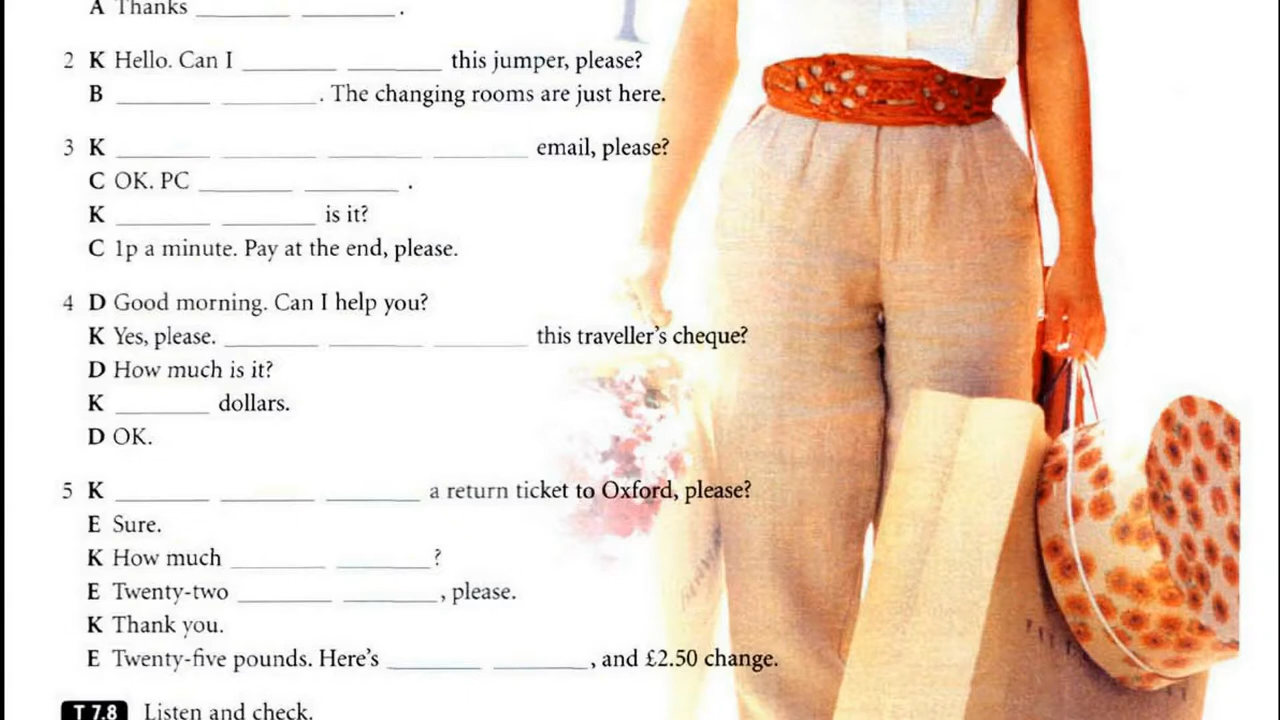 A Thanks ________ ________ .
2 K Hello. Can I ________ ________ this jumper, please?
B ________ ________ . The changing rooms are just here.
3 K ________ ________ ________ ________ email, please?
C OK. PC ________ ________ .
K ________ ________ is it?
C 1p a minute. Pay at the end, please.
4 D Good morning. Can I help you?
K Yes, please. ________ ________ ________ this traveller's cheque?
D How much is it?
K ________ dollars.
D OK.
5 K ________ ________ ________ a return ticket to Oxford, please?
E Sure.
K How much ________ ________ ?
E Twenty-two ________ ________ , please.
K Thank you.
E Twenty-five pounds. Here's ________ ________ , and £2.50 change.
T 7.8 Listen and check.